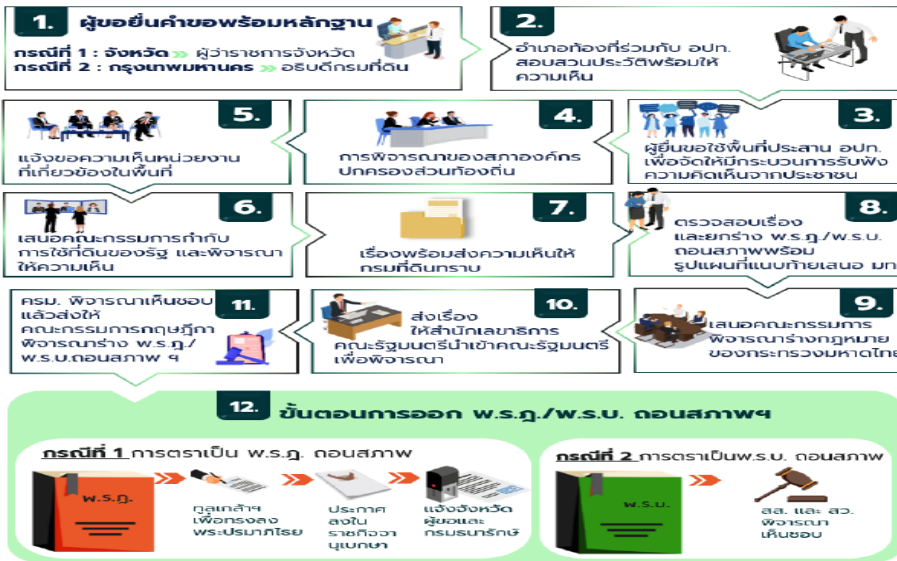 1. ผู้ขอยื่นคำขอพร้อมหลักฐาน
กรณีที่ 1 : จังหวัด >> ผู้ว่าราชการจังหวัด
กรณีที่ 2 : กรุงเทพมหานคร >> อธิบดีกรมที่ดิน
2.
อำเภอท้องที่ร่วมกับ อปท.
สอบสวนประวัติพร้อมให้
ความเห็น
3.
ผู้ยื่นขอใช้พื้นที่ประสาน อปท.
เพื่อจัดให้มีกระบวนการรับฟัง
ความคิดเห็นจากประชาชน
4.
การพิจารณาของสภาองค์กร
ปกครองส่วนท้องถิ่น
5.
แจ้งขอความเห็นหน่วยงาน
ที่เกี่ยวข้องในพื้นที่
6.
เสนอคณะกรรมการกำกับ
การใช้ที่ดินของรัฐ และพิจารณา
ให้ความเห็น
7.
เรื่องพร้อมส่งความเห็นให้
กรมที่ดินทราบ
8.
ตรวจสอบเรื่อง
และยกร่าง พ.ร.ฎ./พ.ร.บ.
ถอนสภาพพร้อม
รูปแผนที่แนบท้ายเสนอ มท
9.
เสนอคณะกรรมการ
พิจารณาร่างกฎหมาย
ของกระทรวงมหาดไทย
10.
ส่งเรื่อง
ให้สำนักเลขาธิการ
คณะรัฐมนตรีนำเข้าคณะรัฐมนตรี
เพื่อพิจารณา
11.
ครม. พิจารณาเห็นชอบ
แล้วส่งให้
คณะกรรมการกฤษฎีกา
พิจารณาร่าง พ.ร.ฎ./
พ.ร.บ.ถอนสภาพ ฯ
12. ขั้นตอนการออก พ.ร.ฎ./พ.ร.บ. ถอนสภาพฯ
กรณีที่ 1 การตราเป็น พ.ร.ฎ. ถอนสภาพ
พ.ร.ฎ.
ทูลเกล้าฯ
เพื่อทรงลง
พระปรมาภิไธย
ประกาศ
ลงใน
ราชกิจจา
นุเบกษา
แจ้งจังหวัด
ผู้ขอและ
กรมธนารักษ์
กรณีที่ 2 การตราเป็นพ.ร.บ. ถอนสภาพ
พ.ร.บ.
สส. และ สว.
พิจารณา
เห็นชอบ